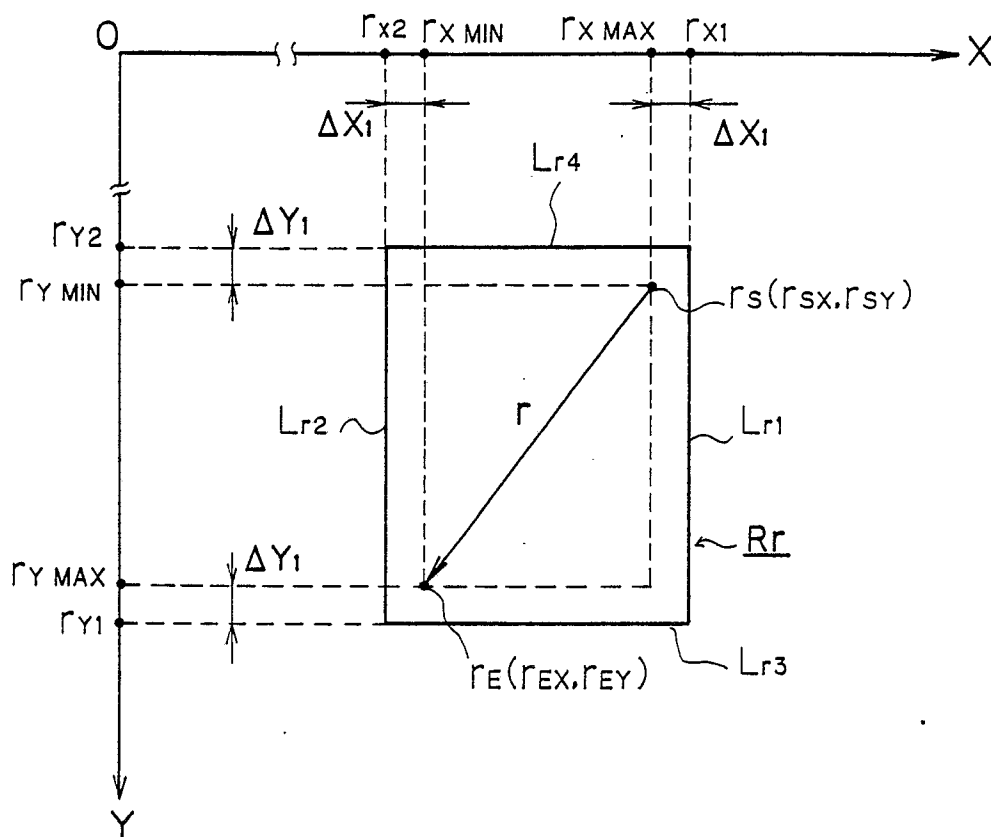 O
rX2
rX MIN
rX MAX
rX1
X
ΔX1
ΔX1
Lr4
ΔY1
rY2
rY MIN
rS(rSX,rSY)
r
Lr2
Lr1
Rr
ΔY1
rY MAX
rY1
Lr3
rE(rEX,rEY)
Y